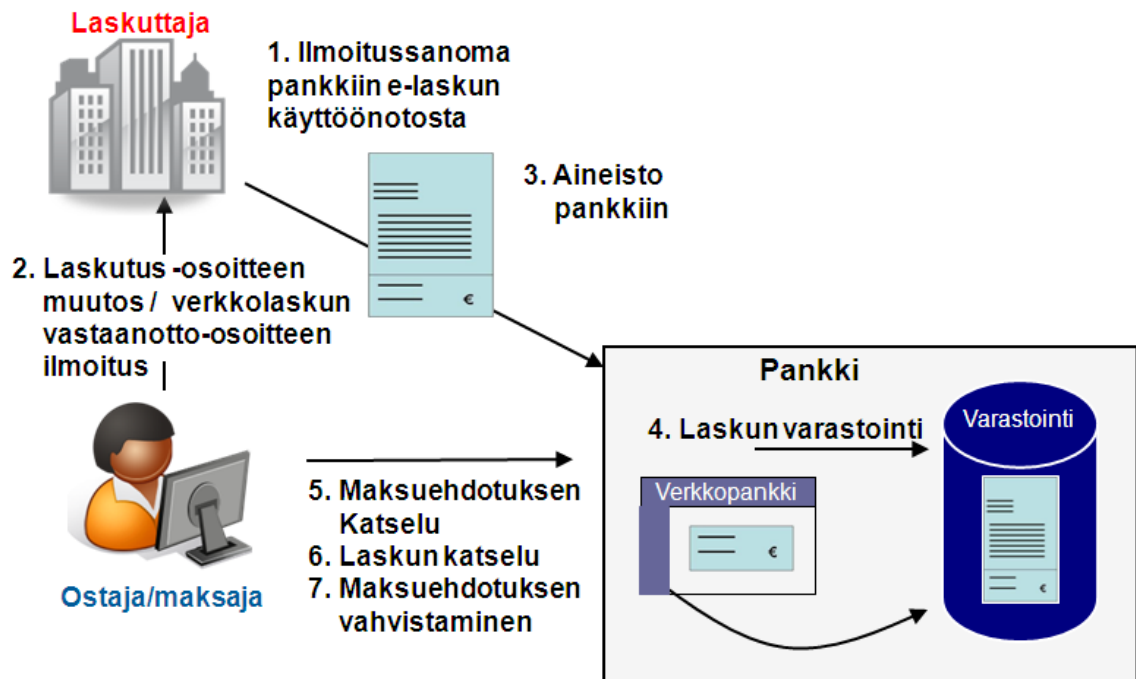 Laskuttaja
1. Ilmoitussanoma
pankkiin e-laskun
käyttöönotosta
3. Aineisto
pankkiin
2. Laskutus -osoitteen
muutos / verkkolaskun
vastaanotto-osoitteen
ilmoitus
€
Pankki
4. Laskun varastointi
Varastointi
Verkkopankki
€
€
5. Maksuehdotuksen
Katselu
6. Laskun katselu
7. Maksuehdotuksen
vahvistaminen
Ostaja/maksaja